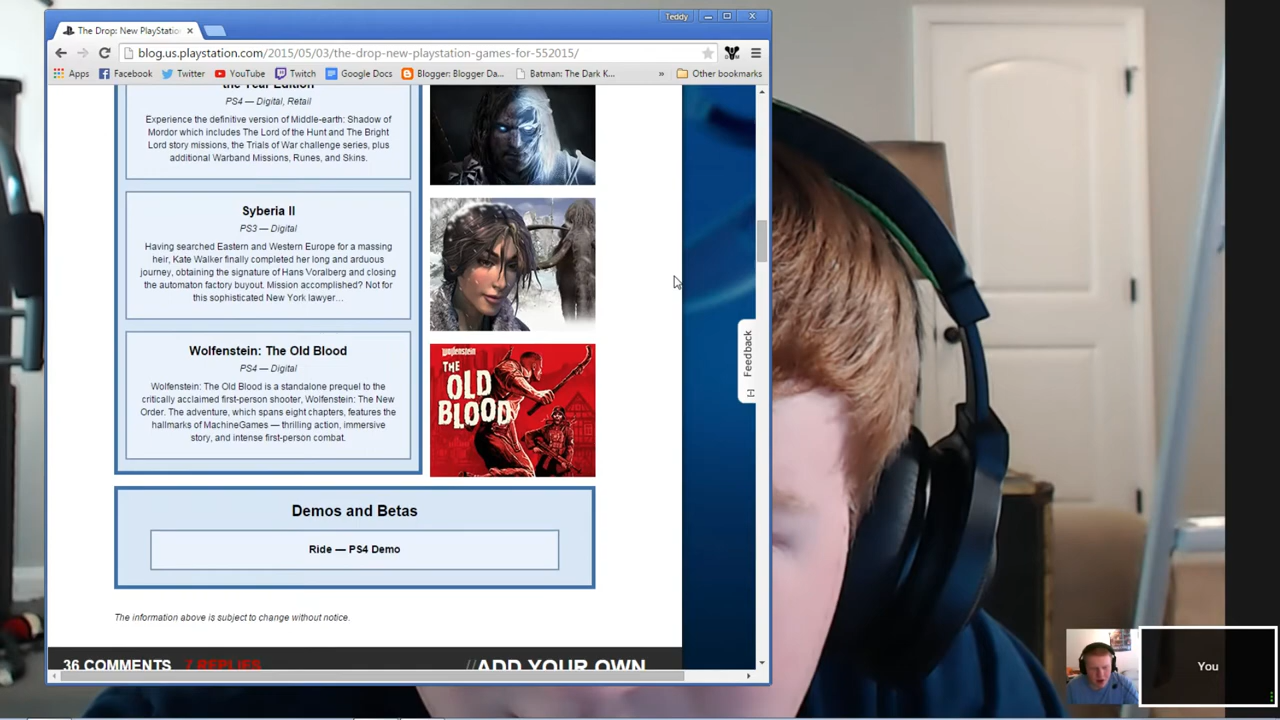 Teddy
The Drop: New PlayStatio
blog.us.playstation.com/2015/05/03/the-drop-new-playstation-games-for-552015/
Apps Facebook Twitter YouTube Twitch Google Docs Blogger: Blogger Da... Batman: The Dark K... » Other bookmarks
the Year Edition
PS4 — Digital, Retail
Experience the definitive version of Middle-earth: Shadow of
Mordor which includes The Lord of the Hunt and The Bright
Lord story missions, the Trials of War challenge series, plus
additional Warband Missions, Runes, and Skins.
Syberia II
PS3 — Digital
Having searched Eastern and Western Europe for a massing
heir, Kate Walker finally completed her long and arduous
journey, obtaining the signature of Hans Voralberg and closing
the automaton factory buyout. Mission accomplished? Not for
this sophisticated New York lawyer...
Wolfenstein: The Old Blood
PS4 — Digital
Wolfenstein: The Old Blood is a standalone prequel to the
critically acclaimed first-person shooter, Wolfenstein: The New
Order. The adventure, which spans eight chapters, features the
hallmarks of MachineGames — thrilling action, immersive
story, and intense first-person combat.
Wolfenstein
THE
OLD
BLOOD
Feedback
[-]
Demos and Betas
Ride — PS4 Demo
The information above is subject to change without notice.
36 COMMENTS 7 REPLIES //ADD YOUR OWN
You